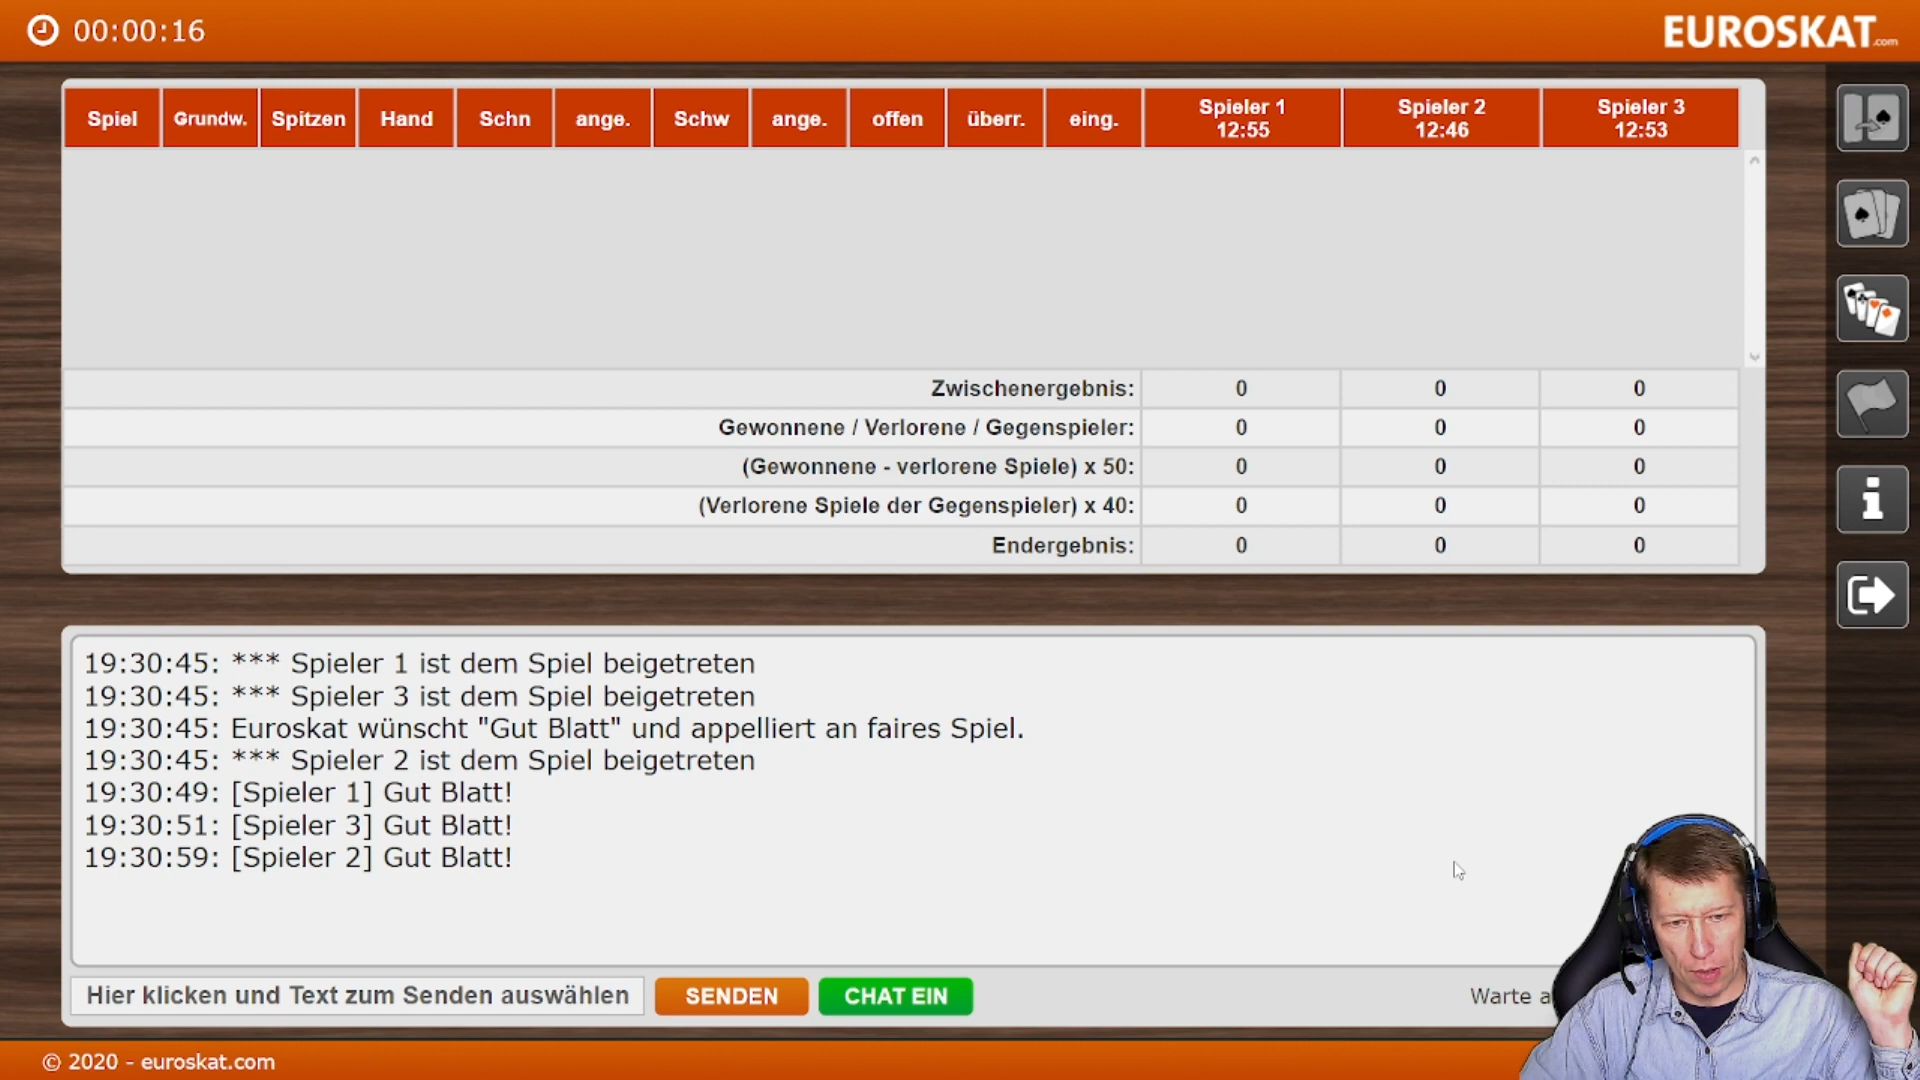 00:00:16
EUROSKAT.com
Spiel Grundw. Spitzen Hand Schn ange. Schw ange. offen überr. eing. Spieler 1 12:55 Spieler 2 12:46 Spieler 3 12:53
Zwischenergebnis: 0 0 0
Gewonnene / Verlorene / Gegenspieler: 0 0 0
(Gewonnene - verlorene Spiele) x 50: 0 0 0
(Verlorene Spiele der Gegenspieler) x 40: 0 0 0
Endergebnis: 0 0 0
19:30:45: *** Spieler 1 ist dem Spiel beigetreten
19:30:45: *** Spieler 3 ist dem Spiel beigetreten
19:30:45: Euroskat wünscht "Gut Blatt" und appelliert an faires Spiel.
19:30:45: *** Spieler 2 ist dem Spiel beigetreten
19:30:49: [Spieler 1] Gut Blatt!
19:30:51: [Spieler 3] Gut Blatt!
19:30:59: [Spieler 2] Gut Blatt!
Hier klicken und Text zum Senden auswählen SENDEN CHAT EIN Warte
© 2020 - euroskat.com